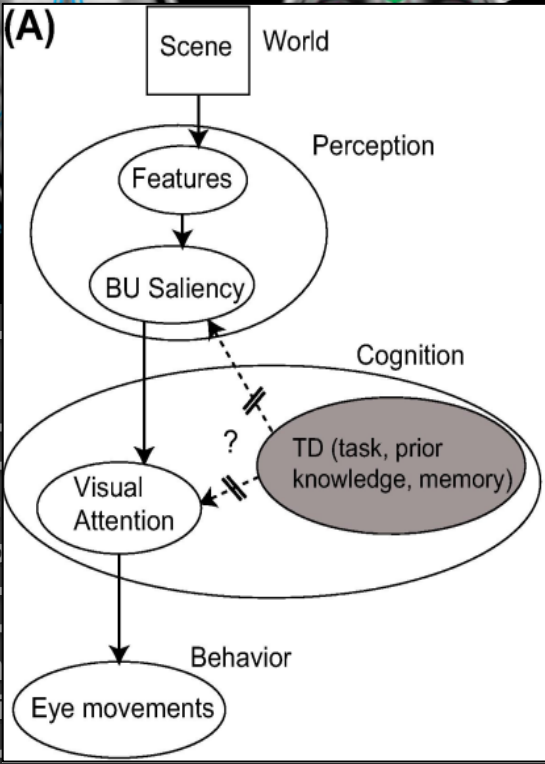 (A)
Scene
World
Perception
Features
BU Saliency
Cognition
?
TD (task, prior
knowledge, memory)
Visual
Attention
Behavior
Eye movements